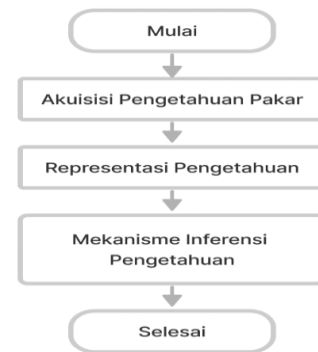 Mulai
Akuisisi Pengetahuan Pakar
Representasi Pengetahuan
Mekanisme Inferensi
Pengetahuan
Selesai